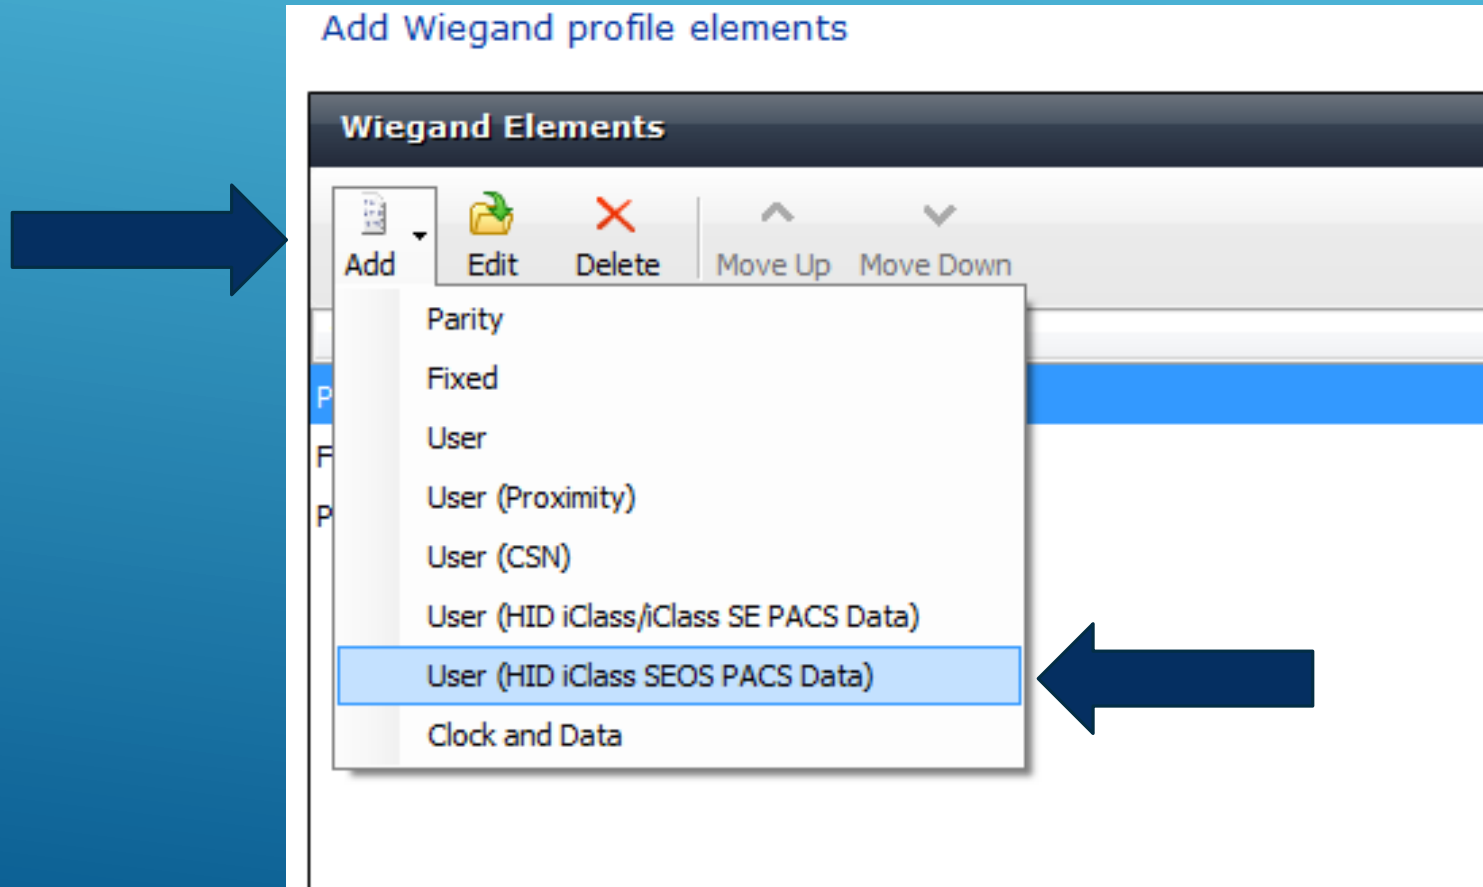 Add Wiegand profile elements
Wiegand Elements
Add Edit Delete Move Up Move Down
Parity
Fixed
User
User (Proximity)
User (CSN)
User (HID iClass/iClass SE PACS Data)
User (HID iClass SEOS PACS Data)
Clock and Data
P
F
P